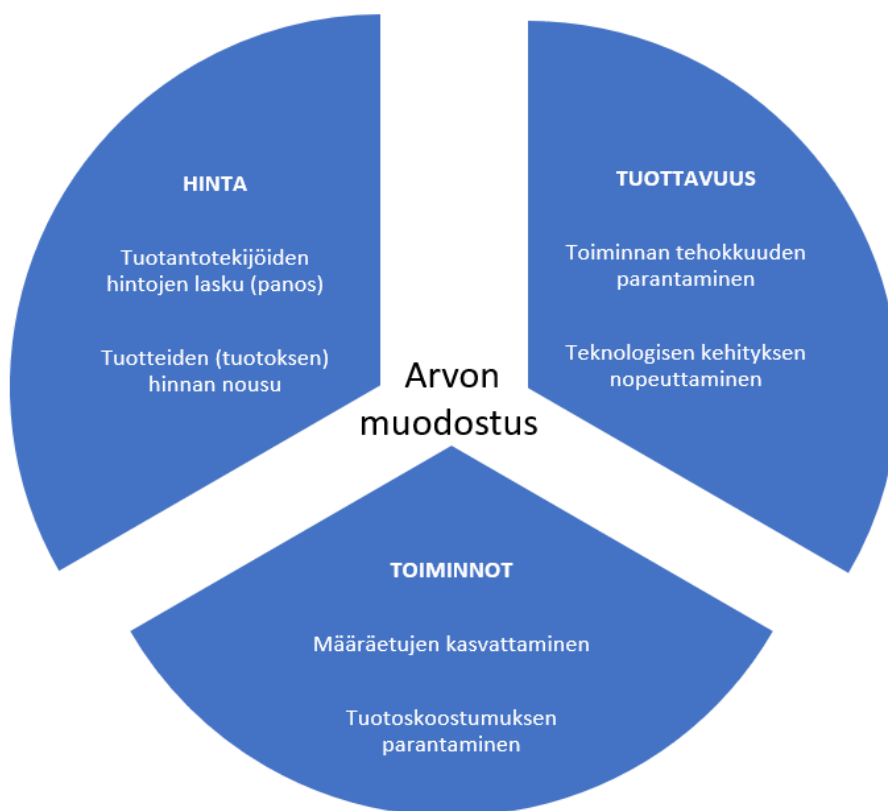 HINTA
Tuotantotekijöiden
hintojen lasku (panos)
Tuotteiden (tuotoksen)
hinnan nousu
TUOTTAVUUS
Toiminnan tehokkuuden
parantaminen
Teknologisen kehityksen
nopeuttaminen
Arvon
muodostus
TOIMINNOT
Määräetujen kasvattaminen
Tuotoskoostumuksen
parantaminen